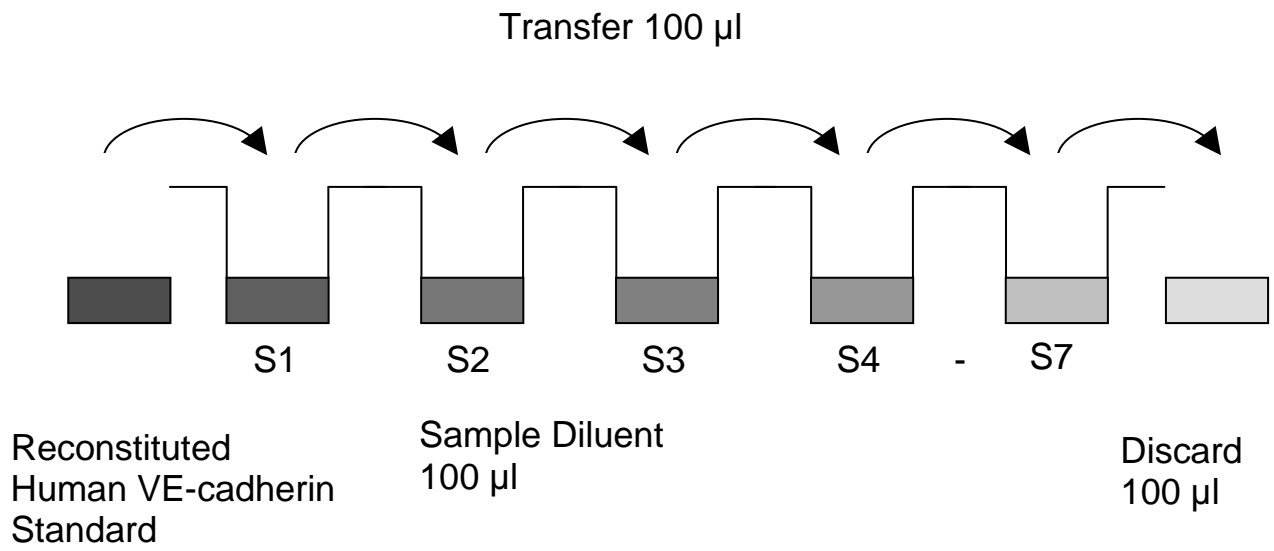 Transfer 100 µl
S1 S2 S3 S4 - S7
Reconstituted
Human VE-cadherin
Standard
Sample Diluent
100 µl
Discard
100 µl